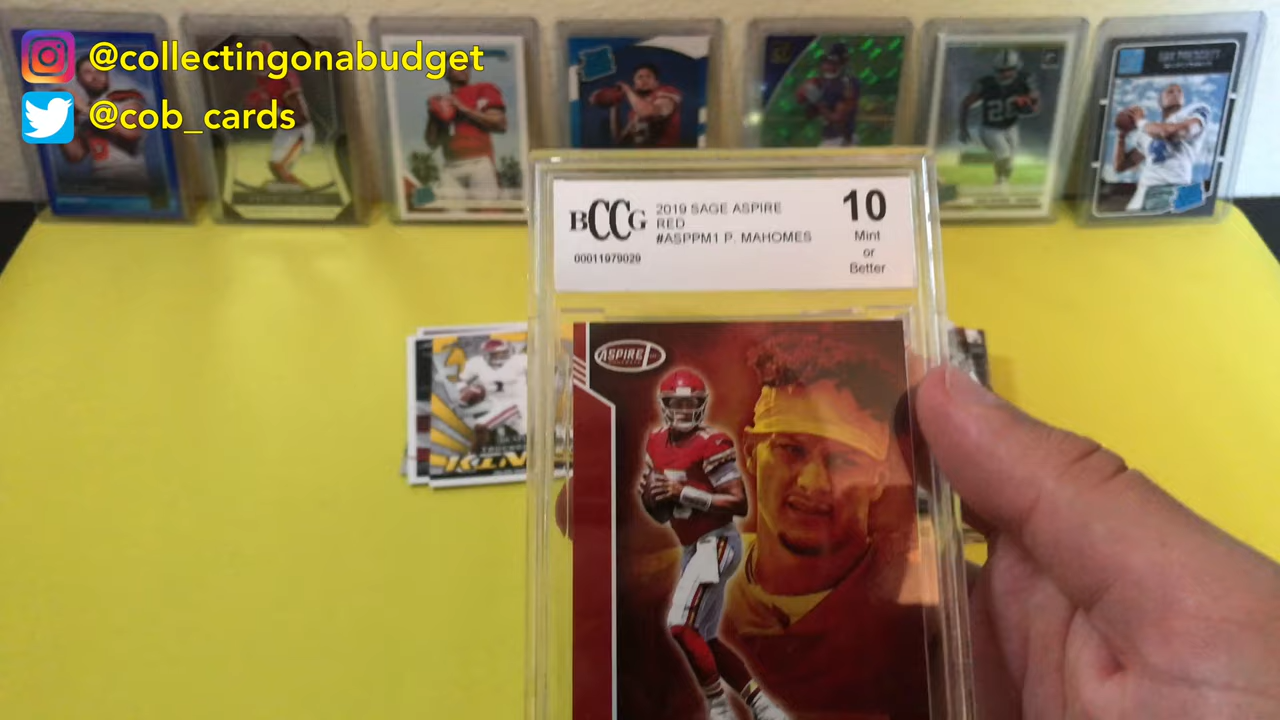 @collectingonabudget
@cob_cards
BCCG
2019 SAGE ASPIRE
RED
#ASPPM1 P. MAHOMES
00011979029
10
Mint
or
Better
ASPIRE